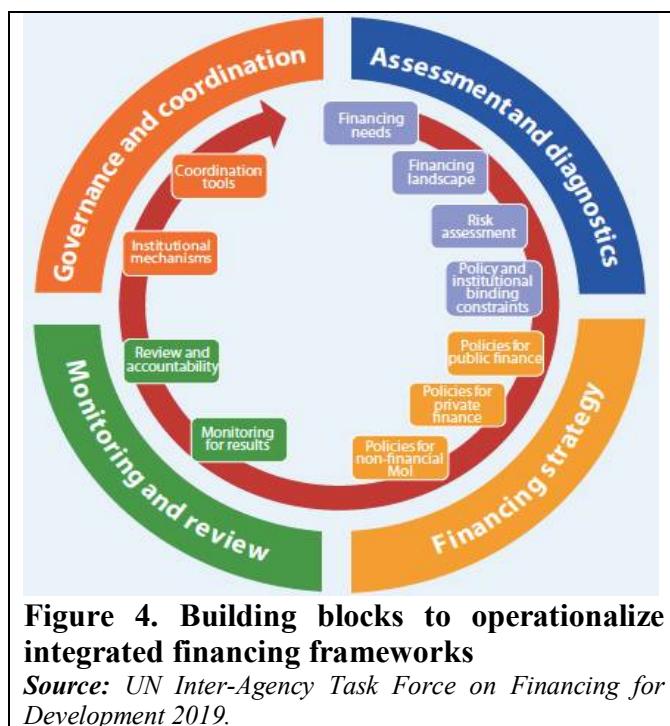 Governance and coordination
Assessment and diagnostics
Financing
needs
Financing
landscape
Risk
assessment
Policy and
institutional
binding
constraints
Policies for
public finance
Policies for
private
finance
Policies for
non-financial
MoI
Financing strategy
Monitoring
for results
Review and
accountability
Monitoring and review
Institutional
mechanisms
Coordination
tools
Figure 4. Building blocks to operationalize
integrated financing frameworks
Source: UN Inter-Agency Task Force on Financing for
Development 2019.